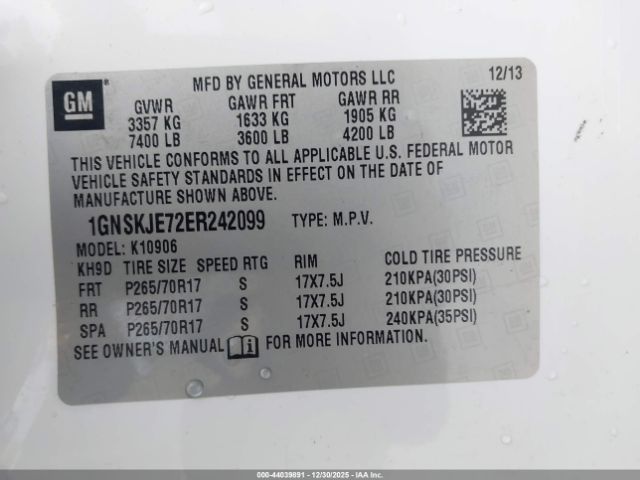 GM
MFD BY GENERAL MOTORS LLC 12/13
GVWR GAWR FRT GAWR RR
3357 KG 1633 KG 1905 KG
7400 LB 3600 LB 4200 LB
THIS VEHICLE CONFORMS TO ALL APPLICABLE U.S. FEDERAL MOTOR
VEHICLE SAFETY STANDARDS IN EFFECT ON THE DATE OF
MANUFACTURE SHOWN ABOVE.
1GNSKJE72ER242099 TYPE: M.P.V.
MODEL: K10906
KH9D TIRE SIZE SPEED RTG RIM COLD TIRE PRESSURE
FRT P265/70R17 S 17X7.5J 210KPA(30PSI)
RR P265/70R17 S 17X7.5J 210KPA(30PSI)
SPA P265/70R17 S 17X7.5J 240KPA(35PSI)
SEE OWNER'S MANUAL FOR MORE INFORMATION.
000-44039891 - 12/30/2025 - IAAI.COM